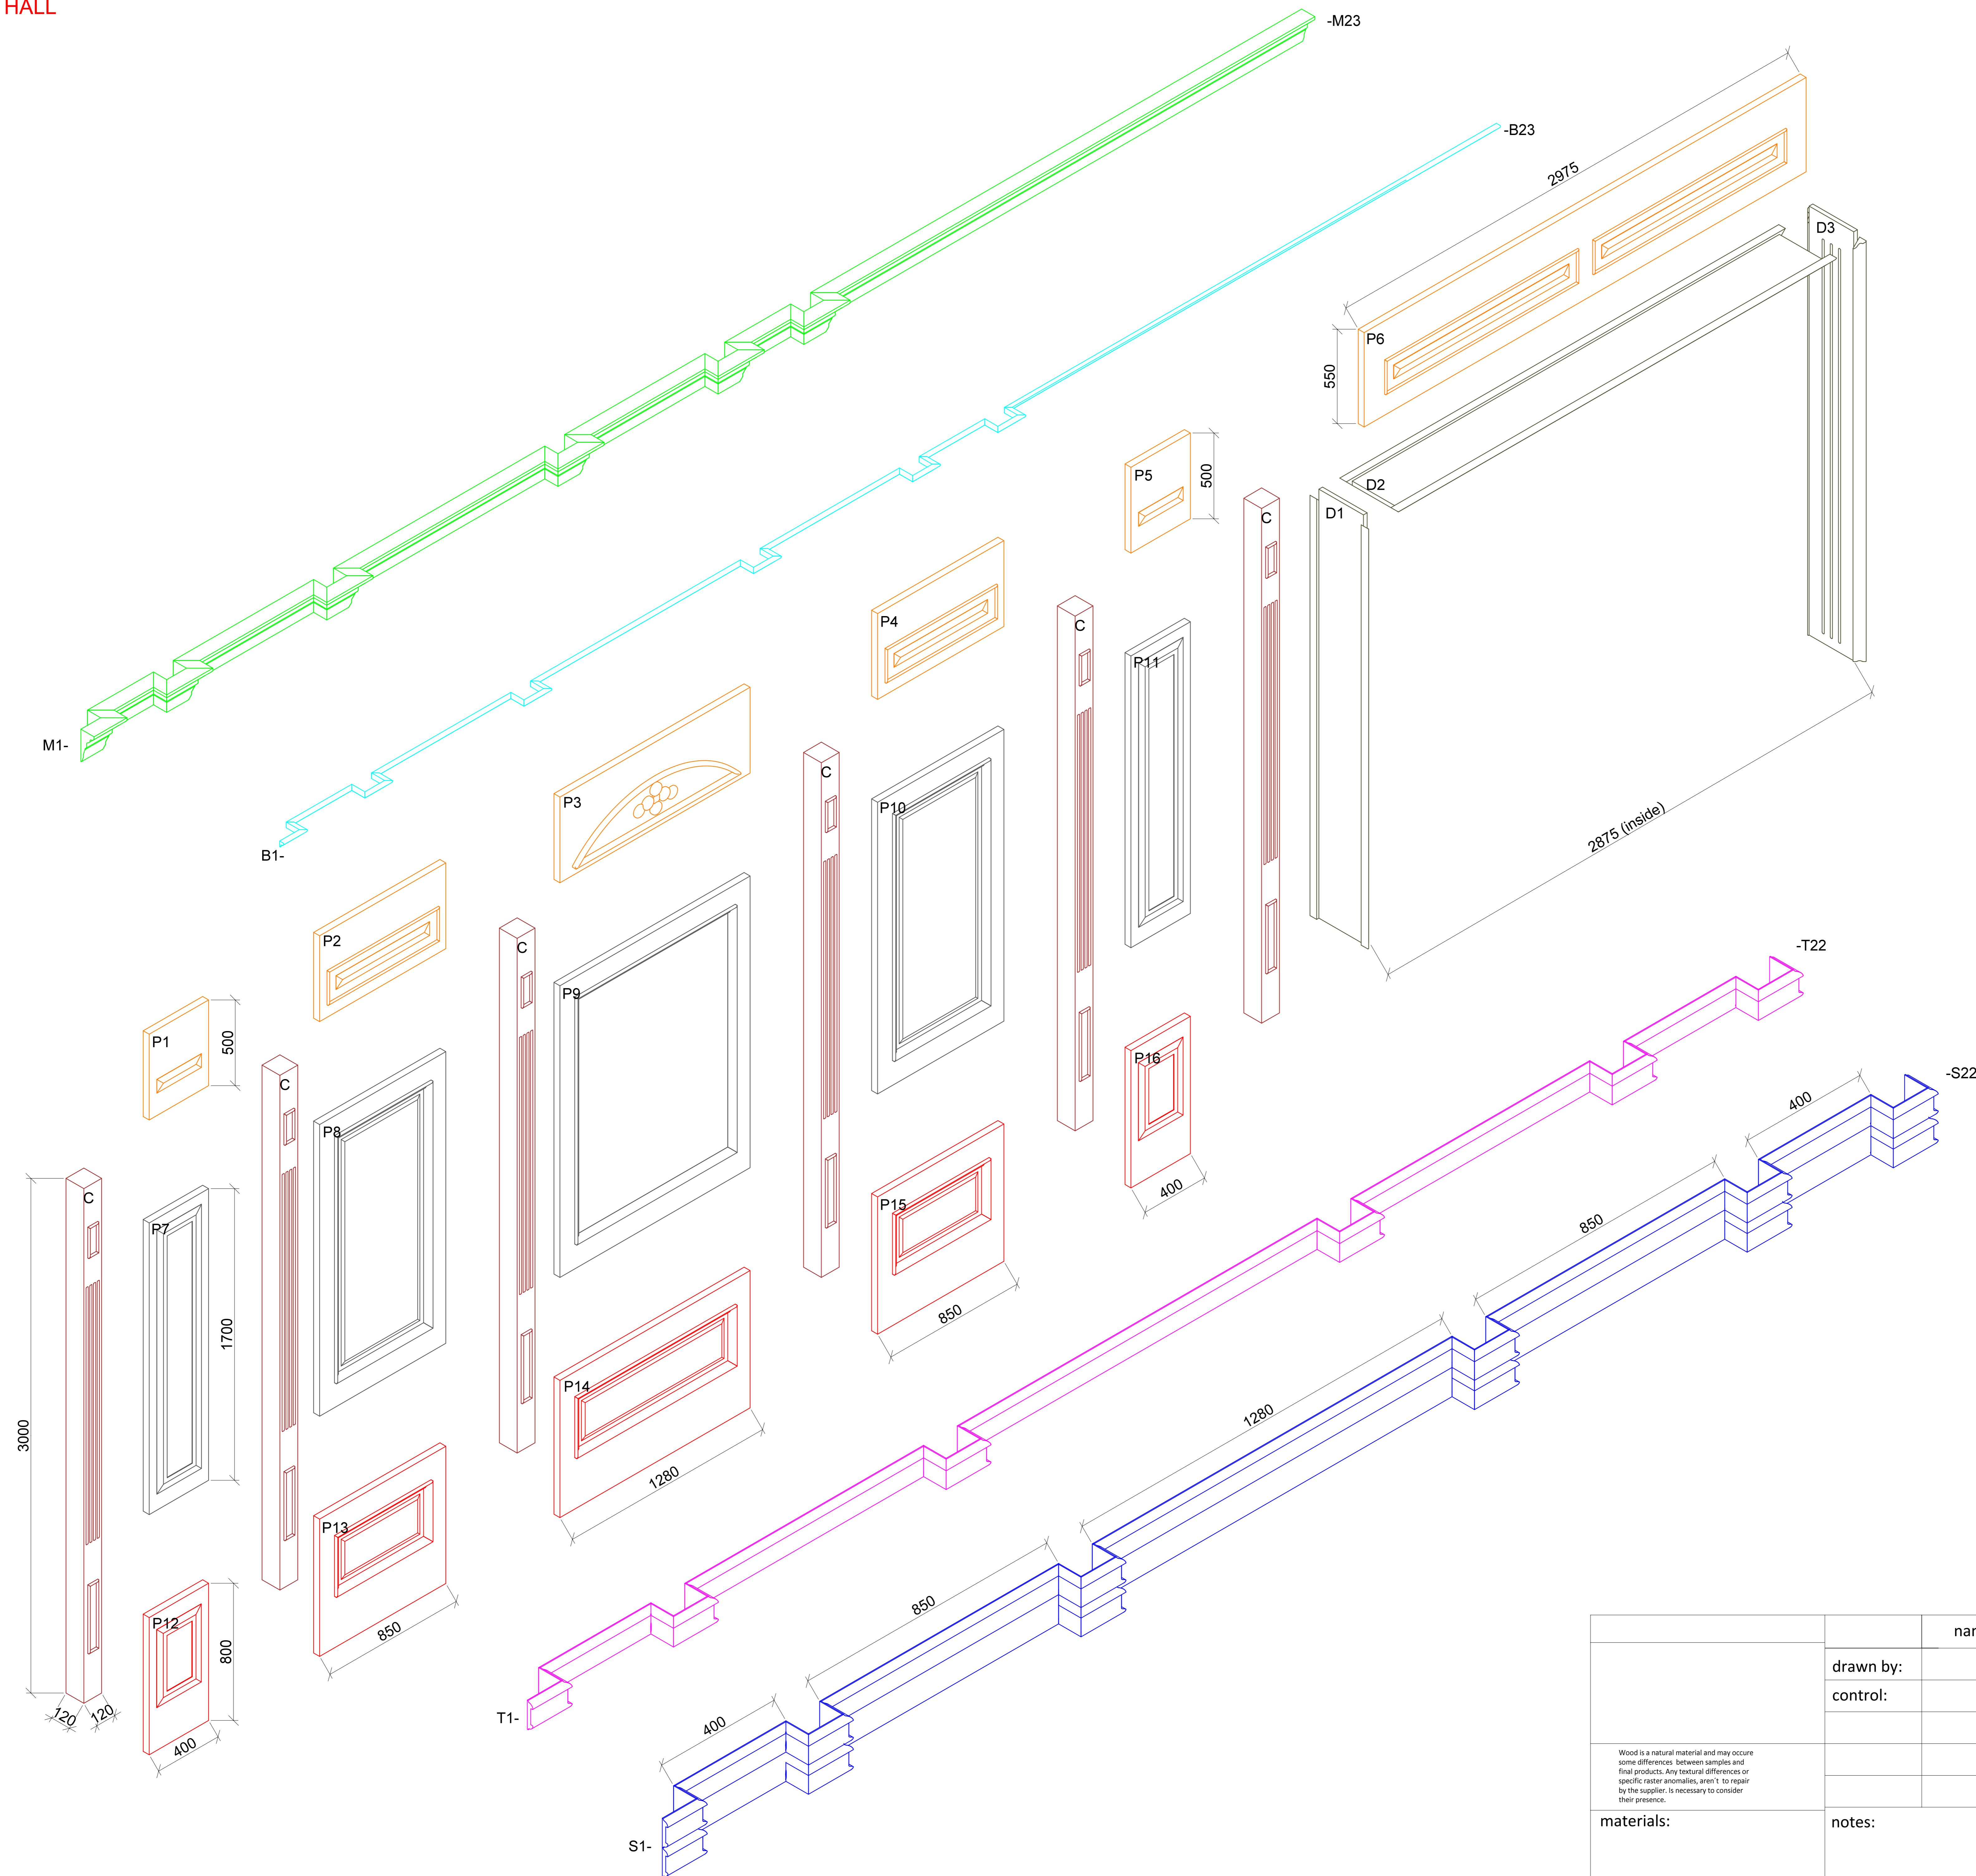 HALL
-M23
-B23
2975
D3
P6
550
D2
D1
P5
500
C
P4
C
P11
M1-
B1-
P3
C
P10
2875 (inside)
P2
C
P9
-T22
-S22
P1
500
C
P8
P16
400
400
P15
850
850
C
P7
1700
P14
1280
1280
3000
P13
850
850
P12
800
120
120
400
T1-
400
S1-
nar
drawn by:
control:
Wood is a natural material and may occure
some differences between samples and
final products. Any textural differences or
specific raster anomalies, aren´t to repair
by the supplier. Is necessary to consider
their presence.
materials:
notes: